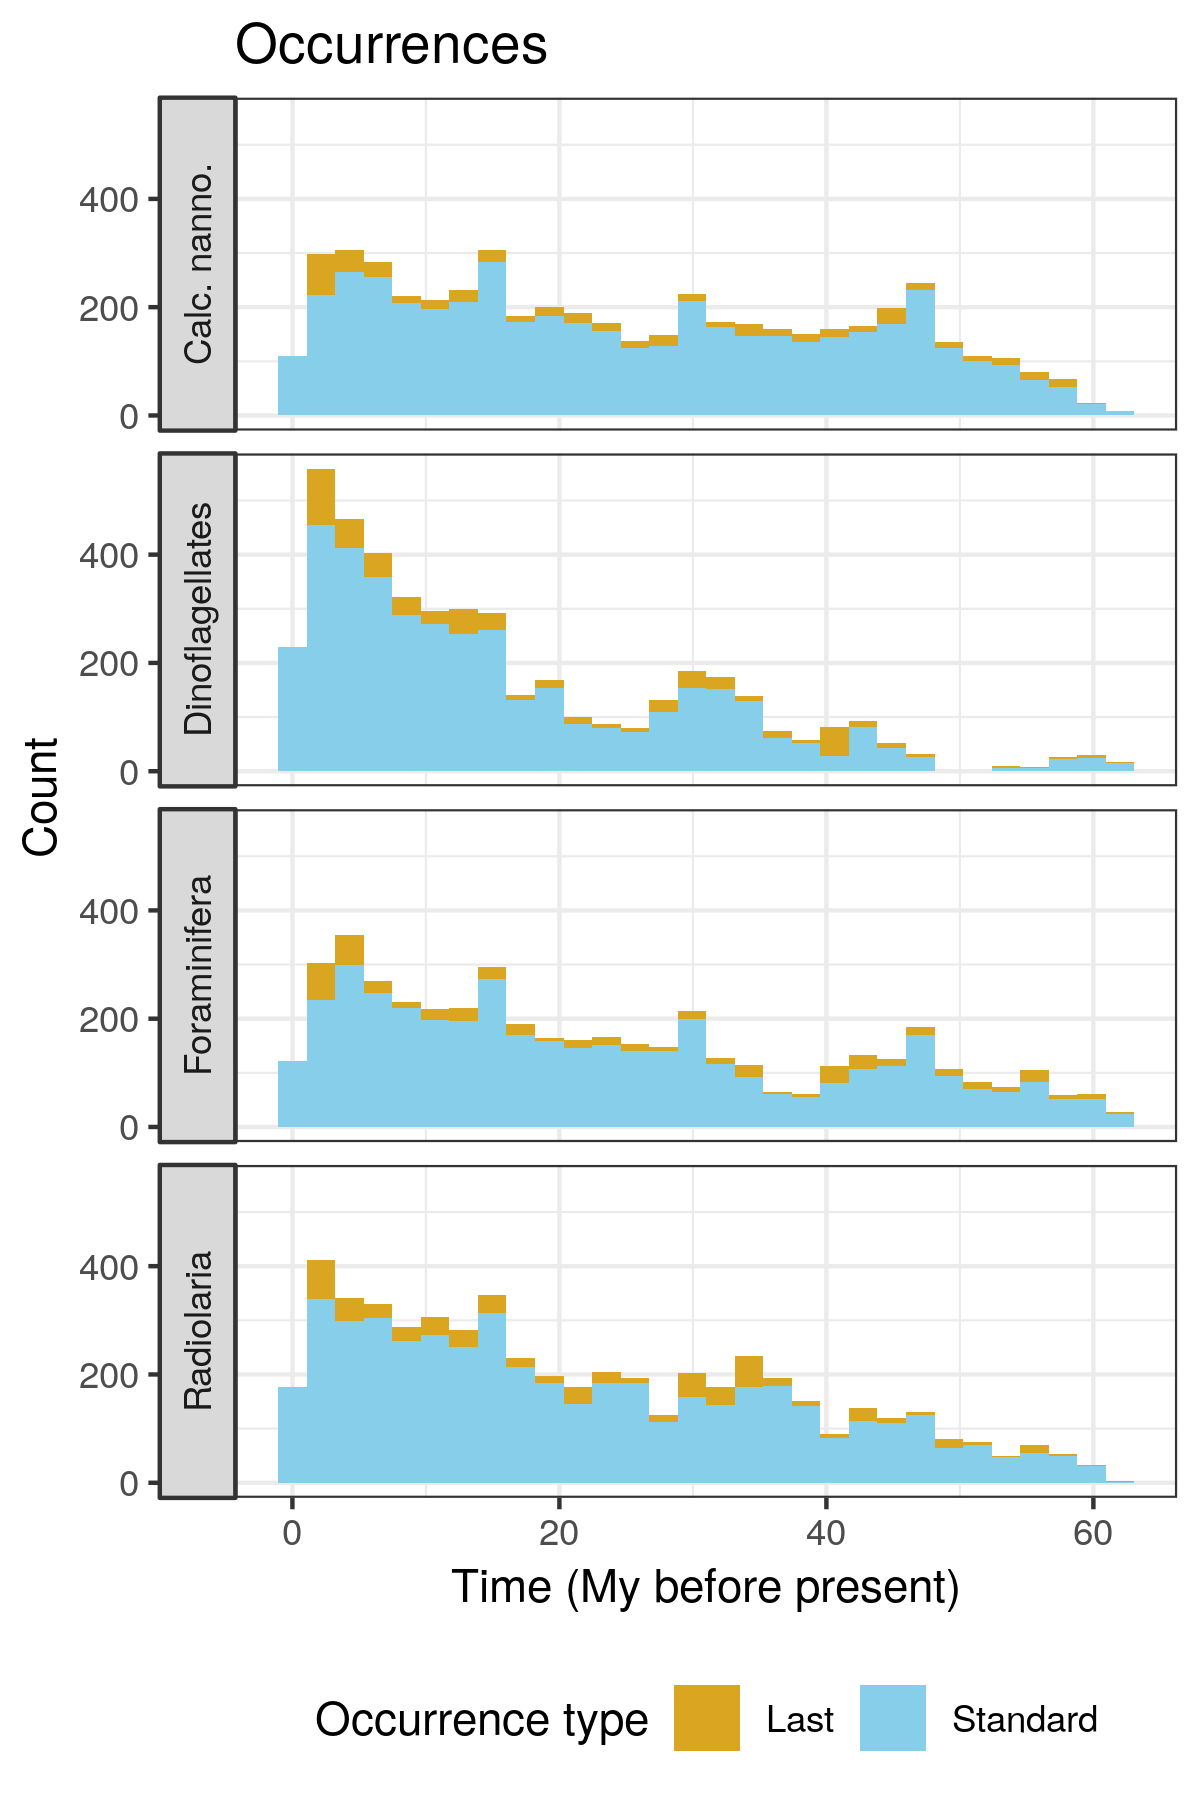 Occurrences
Calc. nanno.
400
200
0
Dinoflagellates
400
200
0
Count
Foraminifera
400
200
0
Radiolaria
400
200
0
0 20 40 60
Time (My before present)
Occurrence type Last Standard